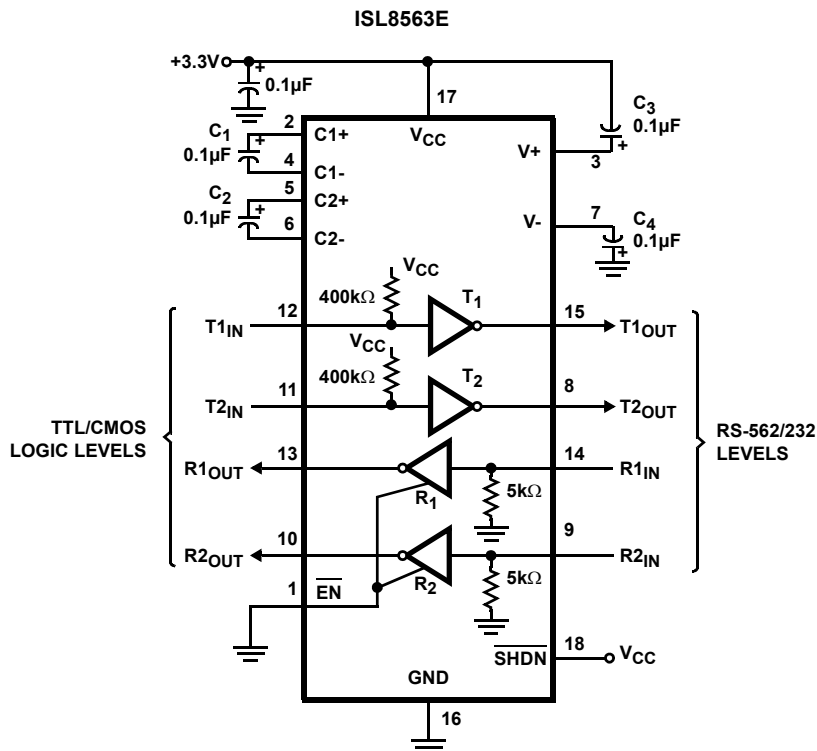 ISL8563E
+3.3V
+
0.1µF
17
C3
0.1µF
+
2
C1
0.1µF
+
C1+
VCC
V+
3
4
C1-
5
C2
0.1µF
+
C2+
6
C2-
V-
7
C4
0.1µF
+
VCC
400kΩ
T1
12
15
T1IN
T1OUT
VCC
400kΩ
T2
11
8
T2IN
T2OUT
TTL/CMOS
LOGIC LEVELS
RS-562/232
LEVELS
13
14
R1OUT
R1IN
R1
5kΩ
10
9
R2OUT
R2IN
R2
5kΩ
1
EN
SHDN
18
VCC
GND
16